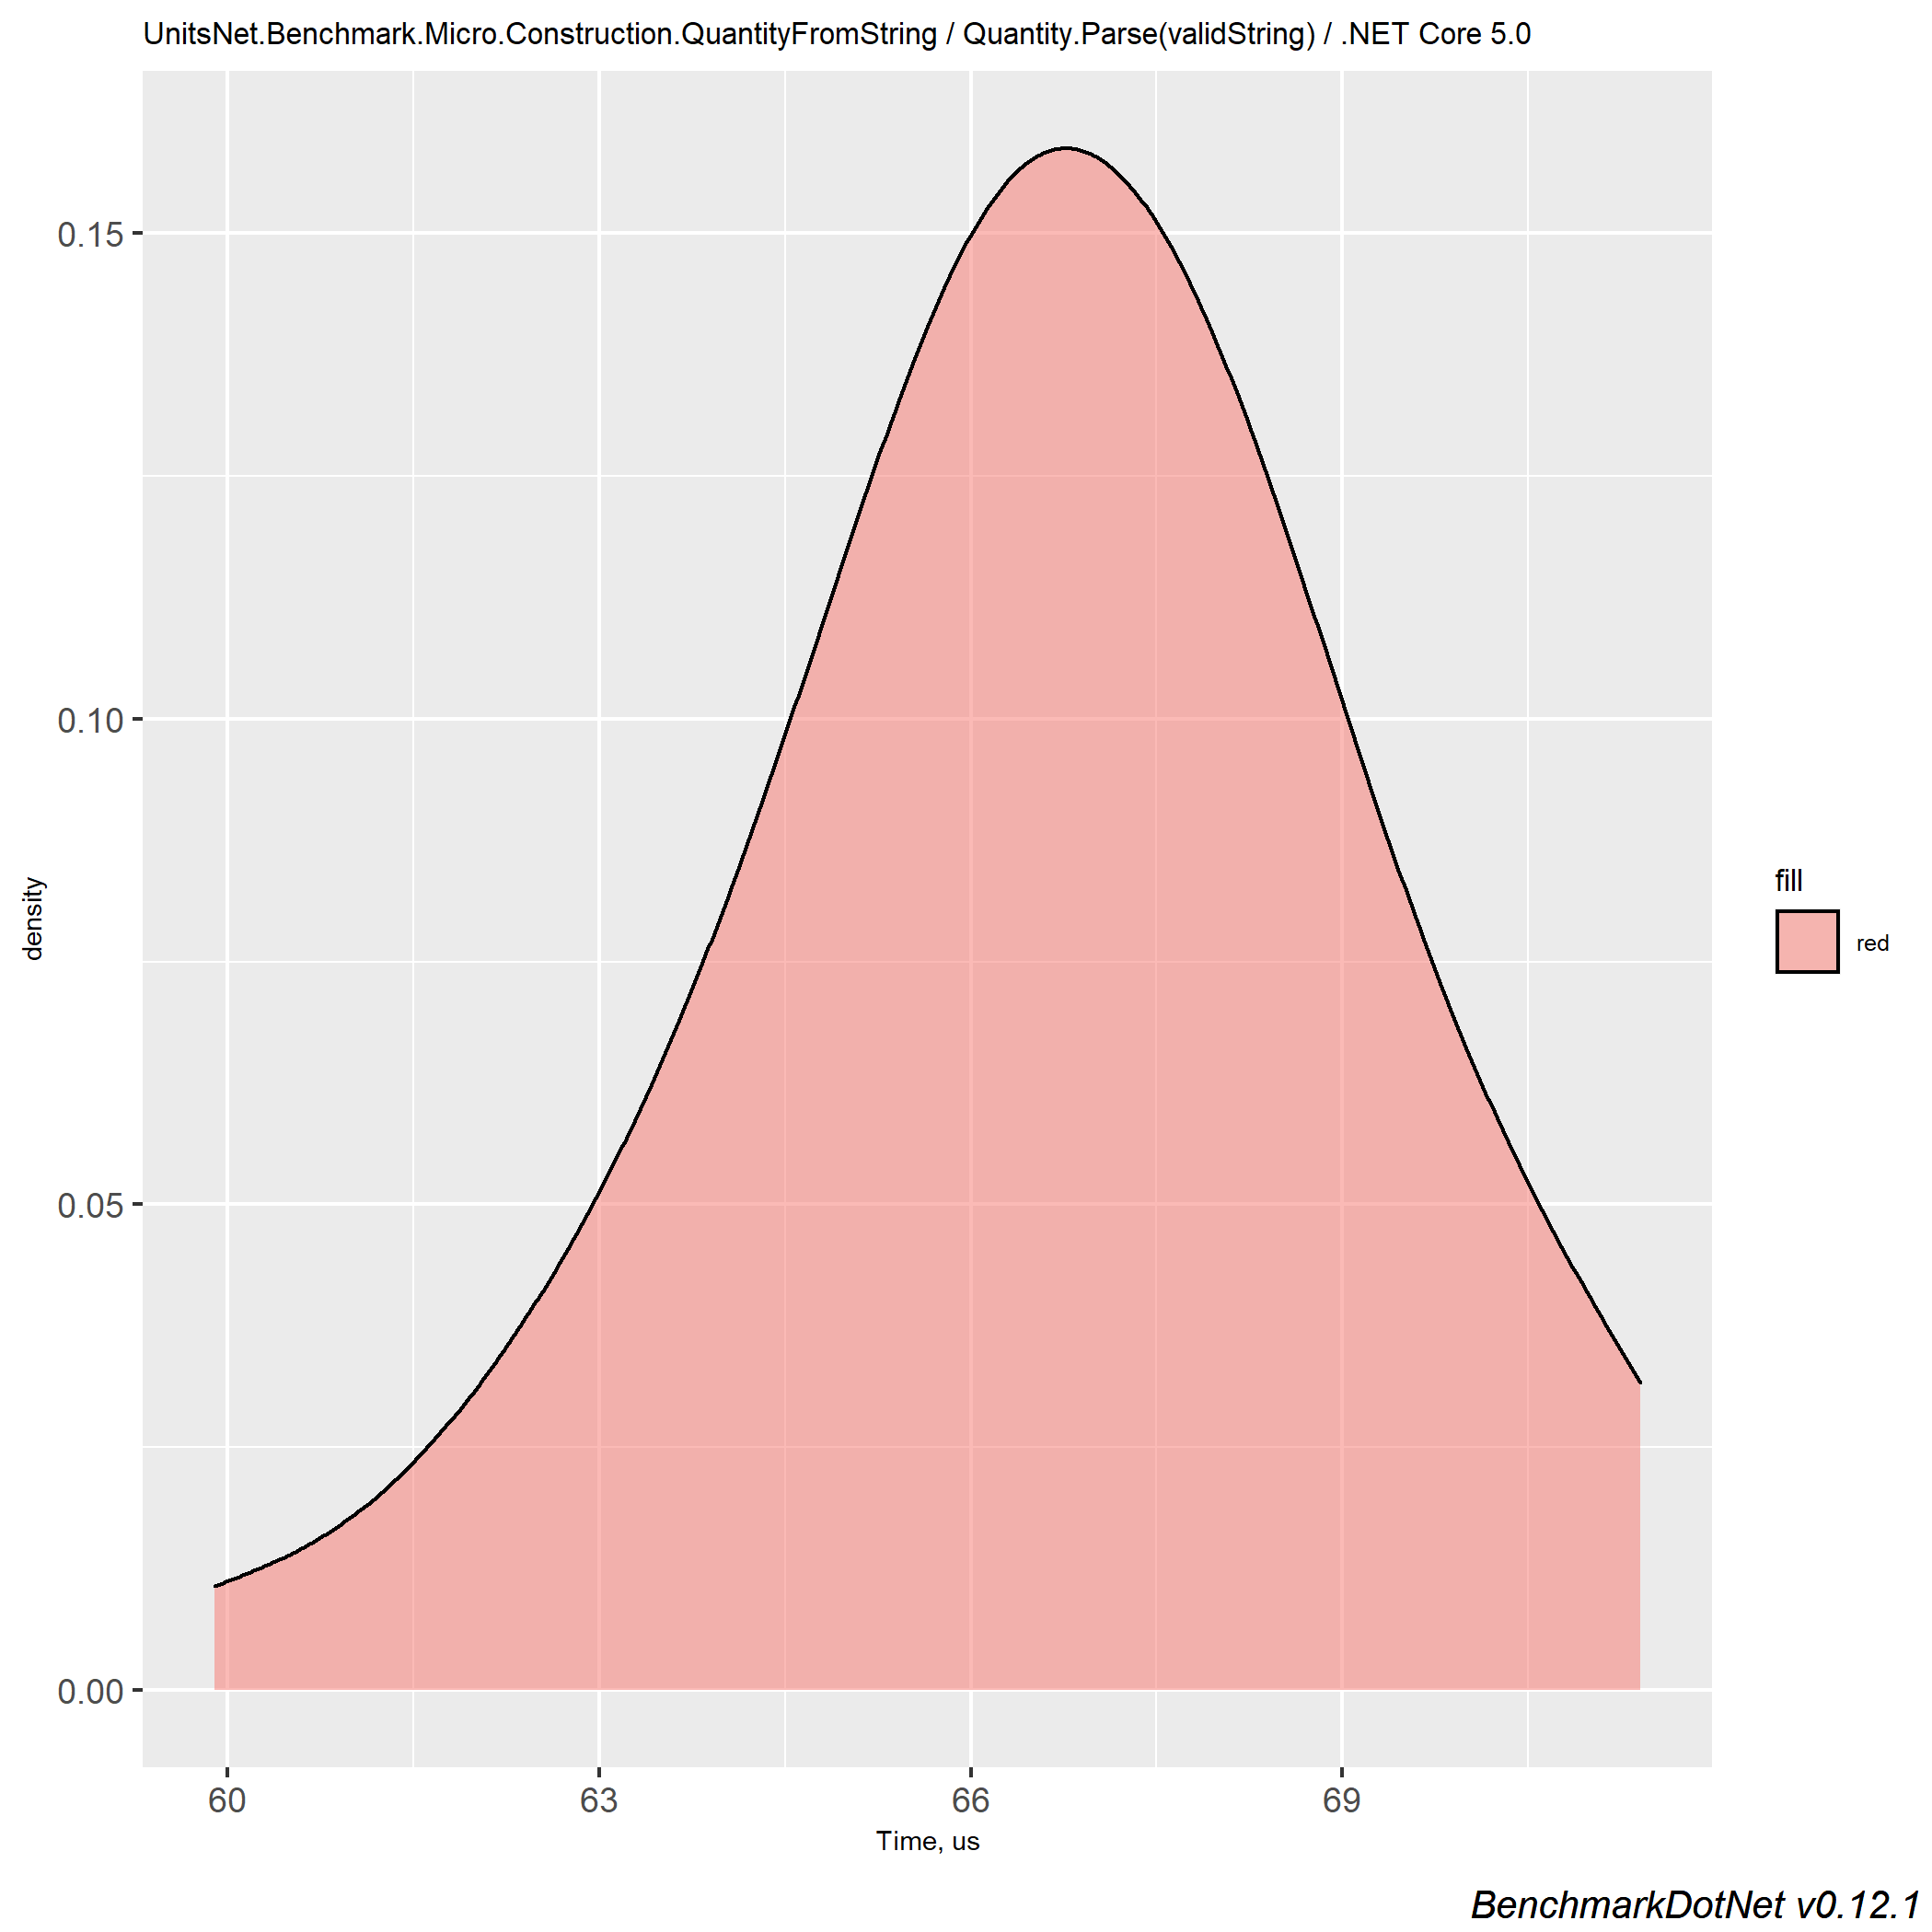 UnitsNet.Benchmark.Micro.Construction.QuantityFromString / Quantity.Parse(validString) / .NET Core 5.0
0.15
0.10
0.05
0.00
density
60 63 66 69
Time, us
fill
red
BenchmarkDotNet v0.12.1